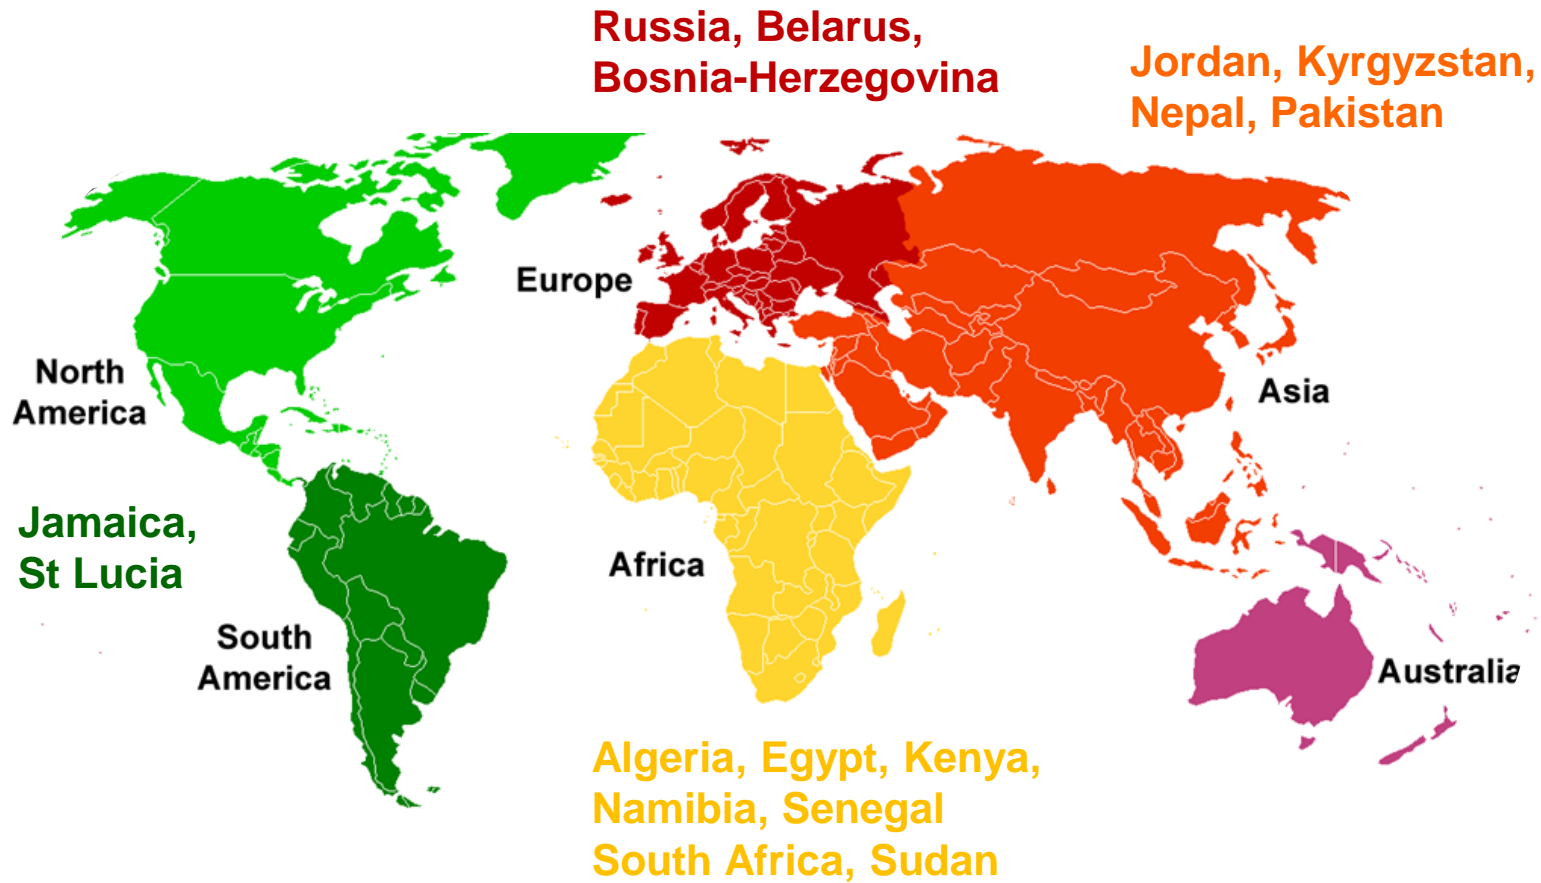 Russia, Belarus,
Bosnia-Herzegovina
Jordan, Kyrgyzstan,
Nepal, Pakistan
Europe
North
America
Asia
Jamaica,
St Lucia
Africa
South
America
Australia
Algeria, Egypt, Kenya,
Namibia, Senegal
South Africa, Sudan